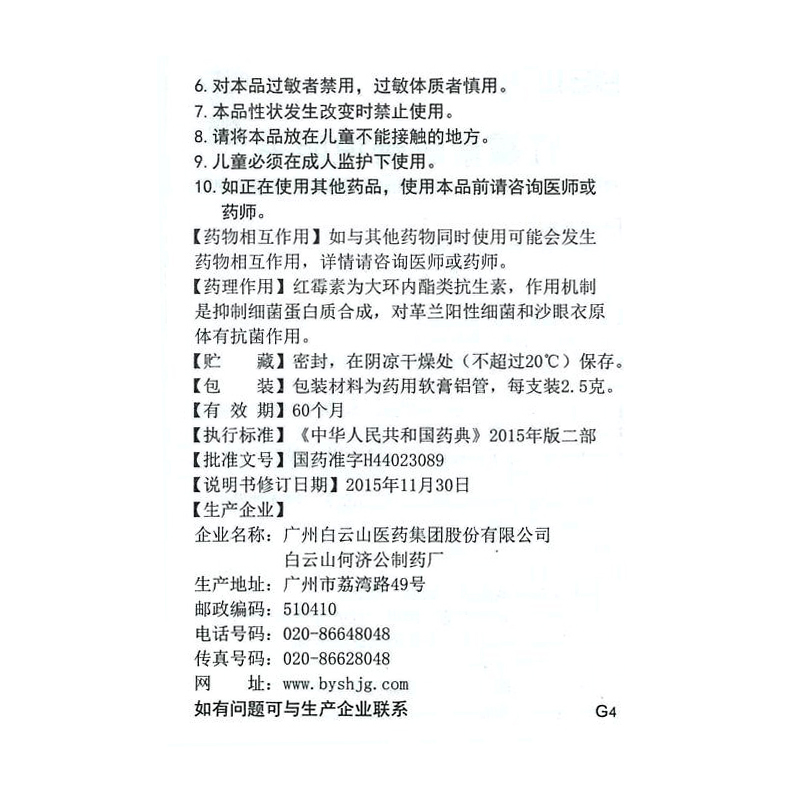 6. 对本品过敏者禁用，过敏体质者慎用。
7. 本品性状发生改变时禁止使用。
8. 请将本品放在儿童不能接触的地方。
9. 儿童必须在成人监护下使用。
10. 如正在使用其他药品，使用本品前请咨询医师或
药师。
【药物相互作用】如与其他药物同时使用可能会发生
药物相互作用，详情请咨询医师或药师。
【药理作用】红霉素为大环内酯类抗生素，作用机制
是抑制细菌蛋白质合成，对革兰阳性细菌和沙眼衣原
体有抗菌作用。
【贮 藏】密封，在阴凉干燥处（不超过20℃）保存。
【包 装】包装材料为药用软膏铝管，每支装2.5克。
【有 效 期】60个月
【执行标准】《中华人民共和国药典》2015年版二部
【批准文号】国药准字H44023089
【说明书修订日期】2015年11月30日
【生产企业】
企业名称：广州白云山医药集团股份有限公司
白云山何济公制药厂
生产地址：广州市荔湾路49号
邮政编码：510410
电话号码：020-86648048
传真号码：020-86628048
网 址：www.byshjg.com
如有问题可与生产企业联系 G4